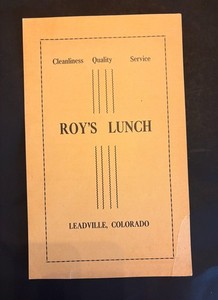 Cleanliness Quality Service
ROY'S LUNCH
LEADVILLE, COLORADO